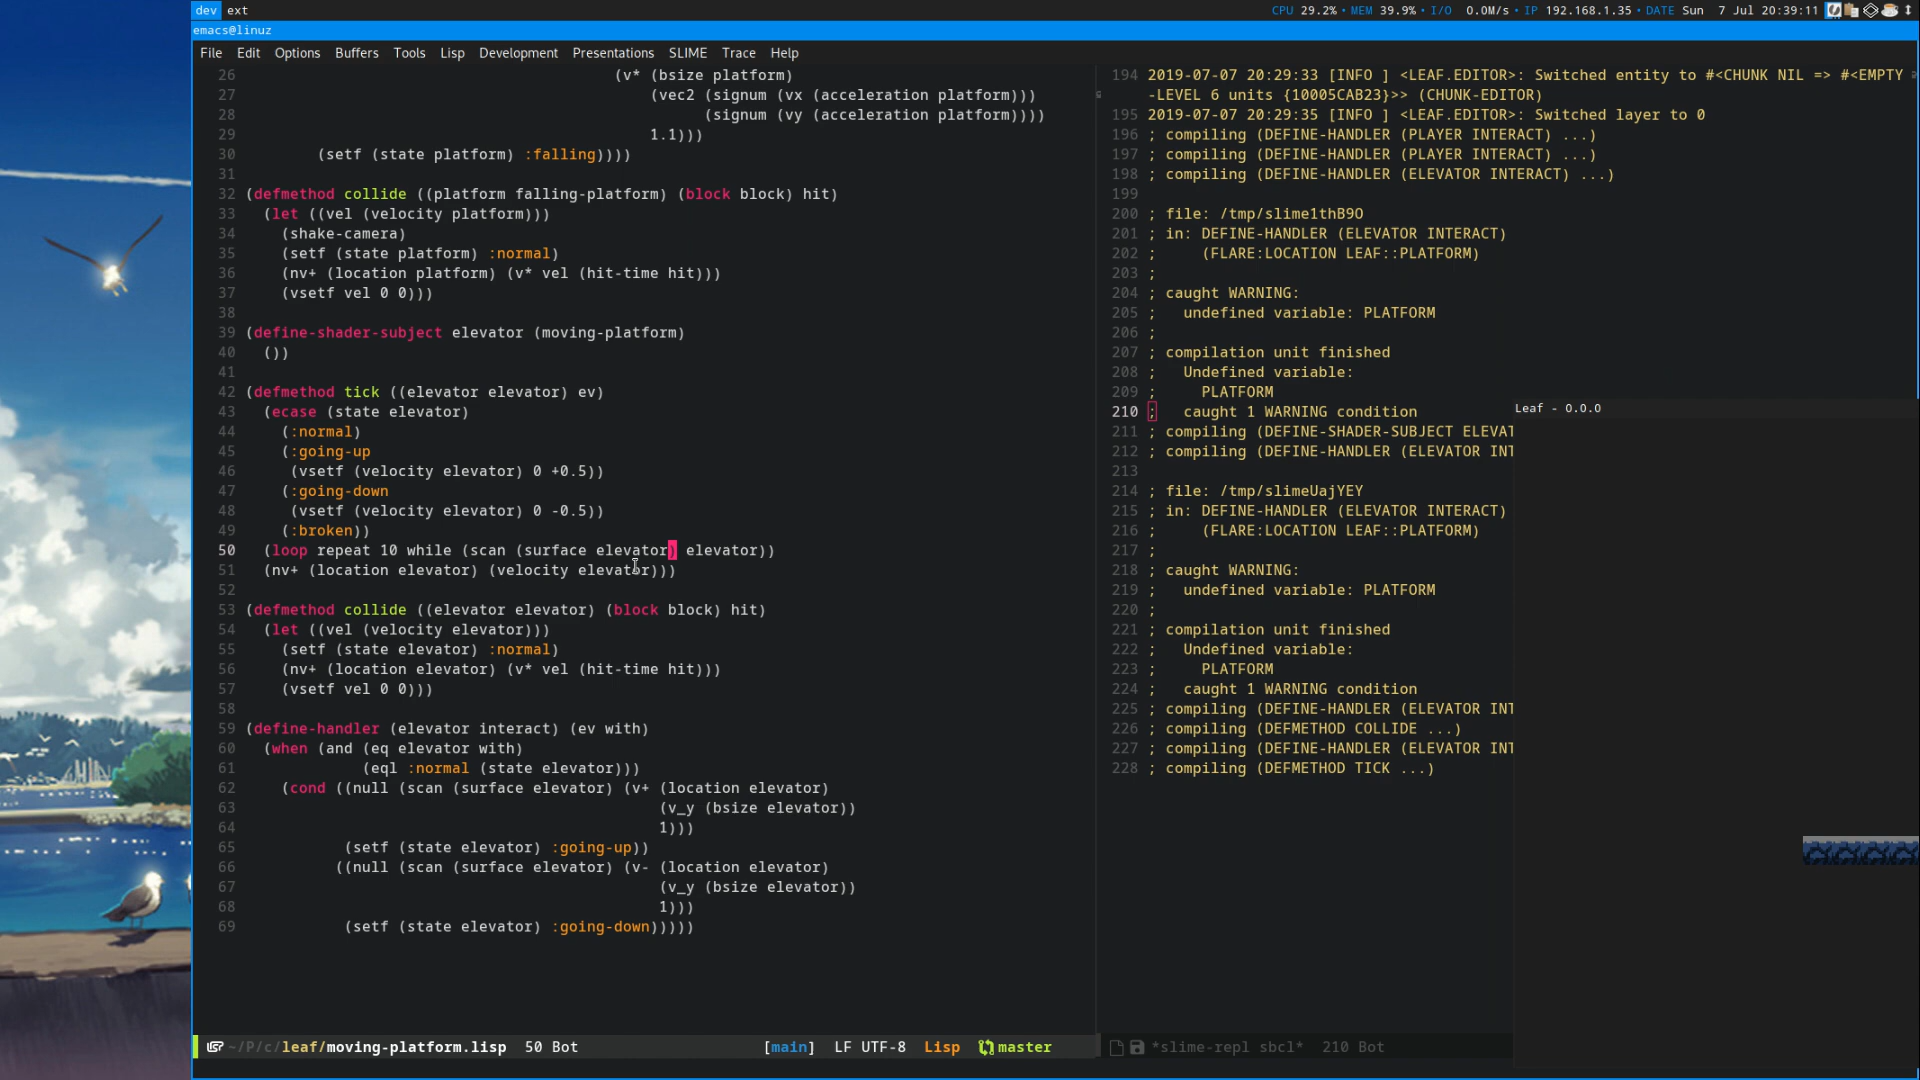 dev ext
CPU 29.2% • MEM 39.9% • I/O 0.0M/s • IP 192.168.1.35 • DATE Sun 7 Jul 20:39:11
emacs@linuz
File Edit Options Buffers Tools Lisp Development Presentations SLIME Trace Help
26 (v* (bsize platform)
27 (vec2 (signum (vx (acceleration platform)))
28 (signum (vy (acceleration platform))))
29 1.1)))
30 (setf (state platform) :falling))))
31
32 (defmethod collide ((platform falling-platform) (block block) hit)
33 (let ((vel (velocity platform)))
34 (shake-camera)
35 (setf (state platform) :normal)
36 (nv+ (location platform) (v* vel (hit-time hit)))
37 (vsetf vel 0 0)))
38
39 (define-shader-subject elevator (moving-platform)
40 ())
41
42 (defmethod tick ((elevator elevator) ev)
43 (ecase (state elevator)
44 (:normal)
45 (:going-up
46 (vsetf (velocity elevator) 0 +0.5))
47 (:going-down
48 (vsetf (velocity elevator) 0 -0.5))
49 (:broken))
50 (loop repeat 10 while (scan (surface elevator) elevator))
51 (nv+ (location elevator) (velocity elevator)))
52
53 (defmethod collide ((elevator elevator) (block block) hit)
54 (let ((vel (velocity elevator)))
55 (setf (state elevator) :normal)
56 (nv+ (location elevator) (v* vel (hit-time hit)))
57 (vsetf vel 0 0)))
58
59 (define-handler (elevator interact) (ev with)
60 (when (and (eq elevator with)
61 (eql :normal (state elevator)))
62 (cond ((null (scan (surface elevator) (v+ (location elevator)
63 (v_y (bsize elevator))
64 1)))
65 (setf (state elevator) :going-up))
66 ((null (scan (surface elevator) (v- (location elevator)
67 (v_y (bsize elevator))
68 1)))
69 (setf (state elevator) :going-down)))))
~/P/c/leaf/moving-platform.lisp 50 Bot [main] LF UTF-8 Lisp master
194 2019-07-07 20:29:33 [INFO ] <LEAF.EDITOR>: Switched entity to #<CHUNK NIL => #<EMPTY
-LEVEL 6 units {10005CAB23}>> (CHUNK-EDITOR)
195 2019-07-07 20:29:35 [INFO ] <LEAF.EDITOR>: Switched layer to 0
196 ; compiling (DEFINE-HANDLER (PLAYER INTERACT) ...)
197 ; compiling (DEFINE-HANDLER (PLAYER INTERACT) ...)
198 ; compiling (DEFINE-HANDLER (ELEVATOR INTERACT) ...)
199
200 ; file: /tmp/slime1thB9O
201 ; in: DEFINE-HANDLER (ELEVATOR INTERACT)
202 ; (FLARE:LOCATION LEAF::PLATFORM)
203 ;
204 ; caught WARNING:
205 ; undefined variable: PLATFORM
206 ;
207 ; compilation unit finished
208 ; Undefined variable:
209 ; PLATFORM
210 ; caught 1 WARNING condition
211 ; compiling (DEFINE-SHADER-SUBJECT ELEVAT
212 ; compiling (DEFINE-HANDLER (ELEVATOR INT
213
214 ; file: /tmp/slimeUajYEY
215 ; in: DEFINE-HANDLER (ELEVATOR INTERACT)
216 ; (FLARE:LOCATION LEAF::PLATFORM)
217 ;
218 ; caught WARNING:
219 ; undefined variable: PLATFORM
220 ;
221 ; compilation unit finished
222 ; Undefined variable:
223 ; PLATFORM
224 ; caught 1 WARNING condition
225 ; compiling (DEFINE-HANDLER (ELEVATOR INT
226 ; compiling (DEFMETHOD COLLIDE ...)
227 ; compiling (DEFINE-HANDLER (ELEVATOR INT
228 ; compiling (DEFMETHOD TICK ...)
*slime-repl sbcl* 210 Bot
Leaf - 0.0.0